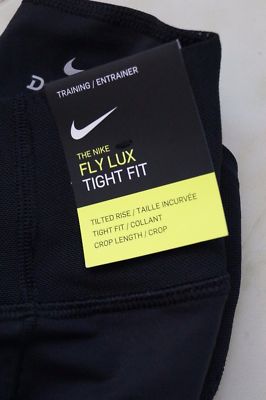 D
TRAINING / ENTRAINER
THE NIKE
FLY LUX
TIGHT FIT
TILTED RISE / TAILLE INCURVÉE
TIGHT FIT / COLLANT
CROP LENGTH / CROP